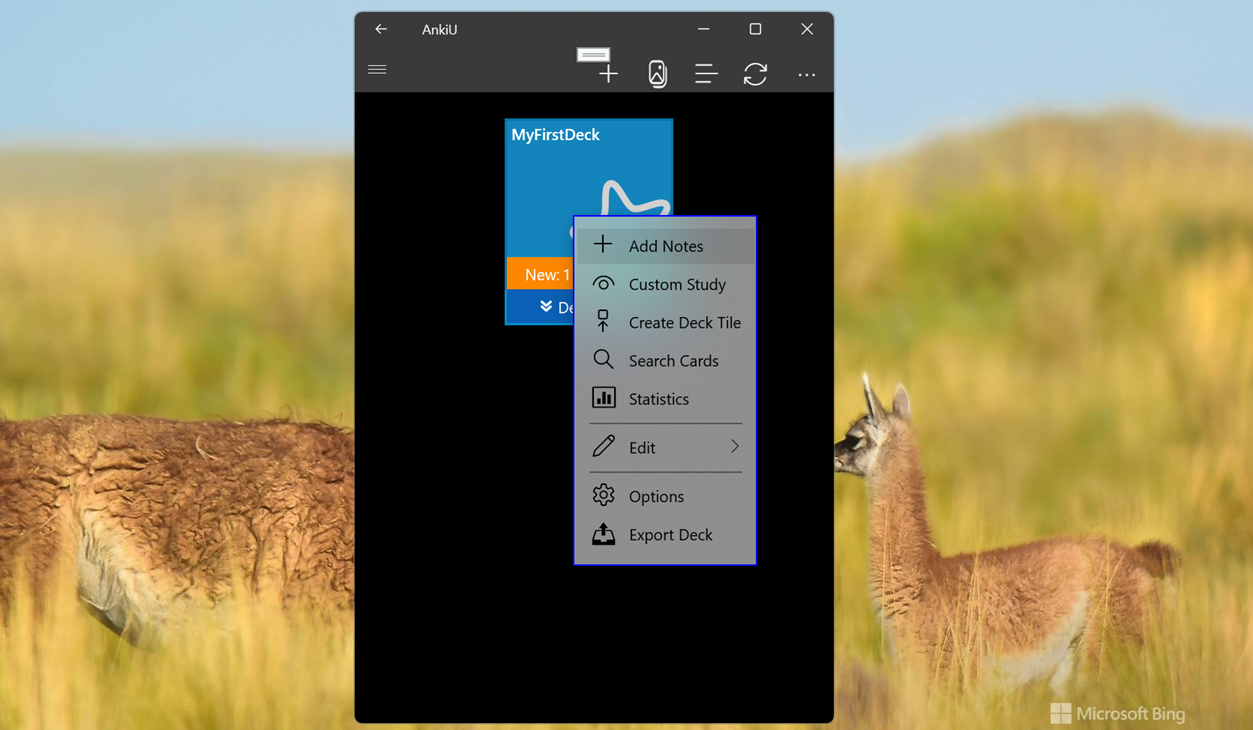 AnkiU
MyFirstDeck
New: 1
Add Notes
Custom Study
Create Deck Tile
Search Cards
Statistics
Edit
Options
Export Deck
Microsoft Bing